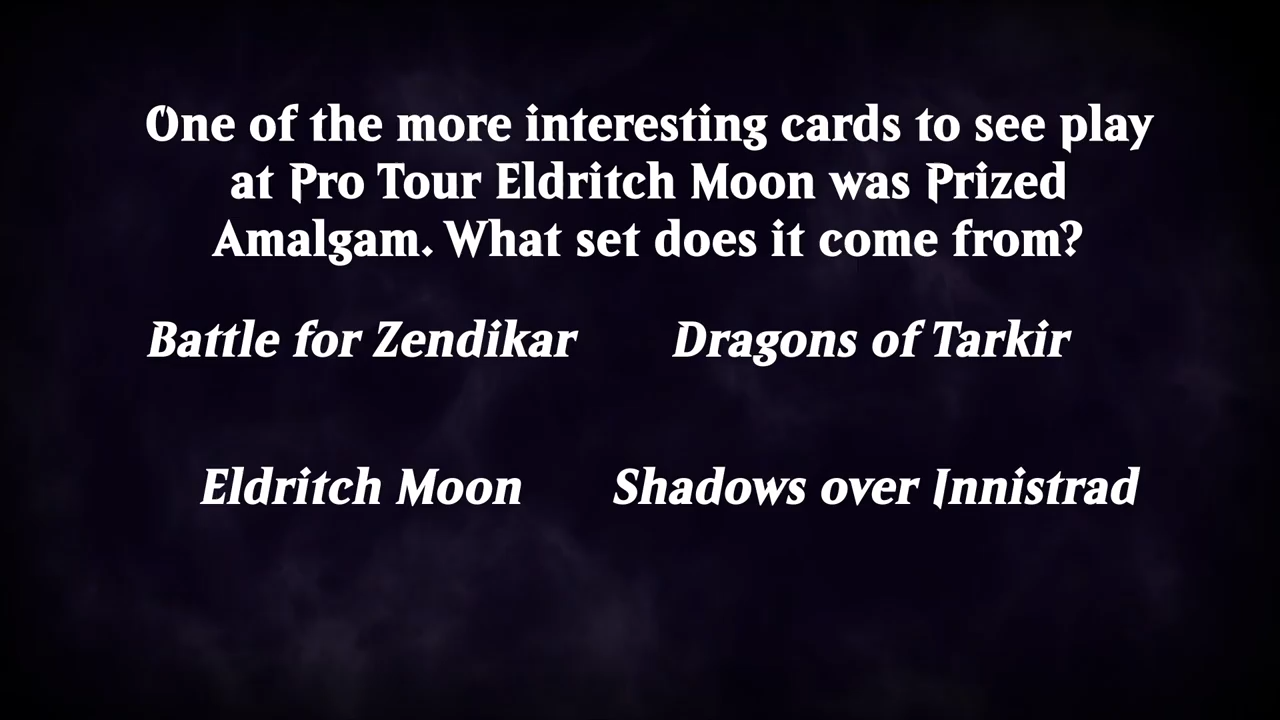 One of the more interesting cards to see play
at Pro Tour Eldritch Moon was Prized
Amalgam. What set does it come from?
Battle for Zendikar
Dragons of Tarkir
Eldritch Moon
Shadows over Innistrad